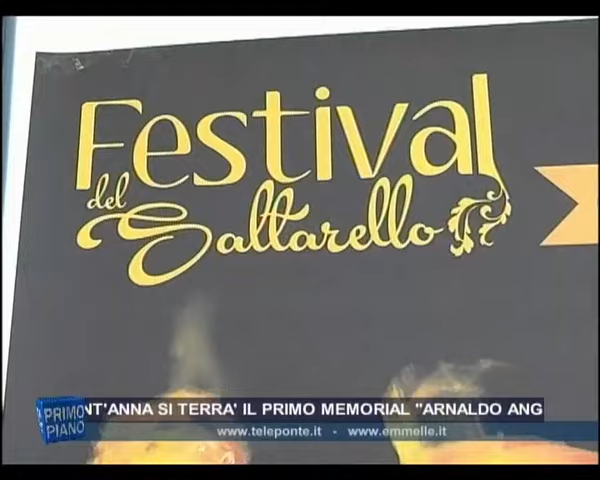 Festival
del Saltarello
PRIMO PIANO
NT'ANNA SI TERRA' IL PRIMO MEMORIAL "ARNALDO ANG
www.teleponte.it - www.emmelle.it